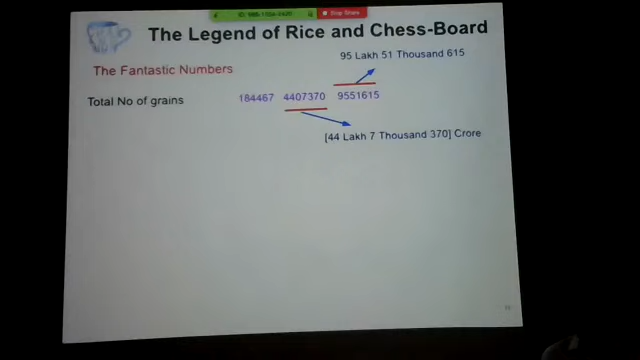 Stop Share
The Legend of Rice and Chess-Board
95 Lakh 51 Thousand 615
The Fantastic Numbers
Total No of grains 184467 4407370 9551615
[44 Lakh 7 Thousand 370] Crore